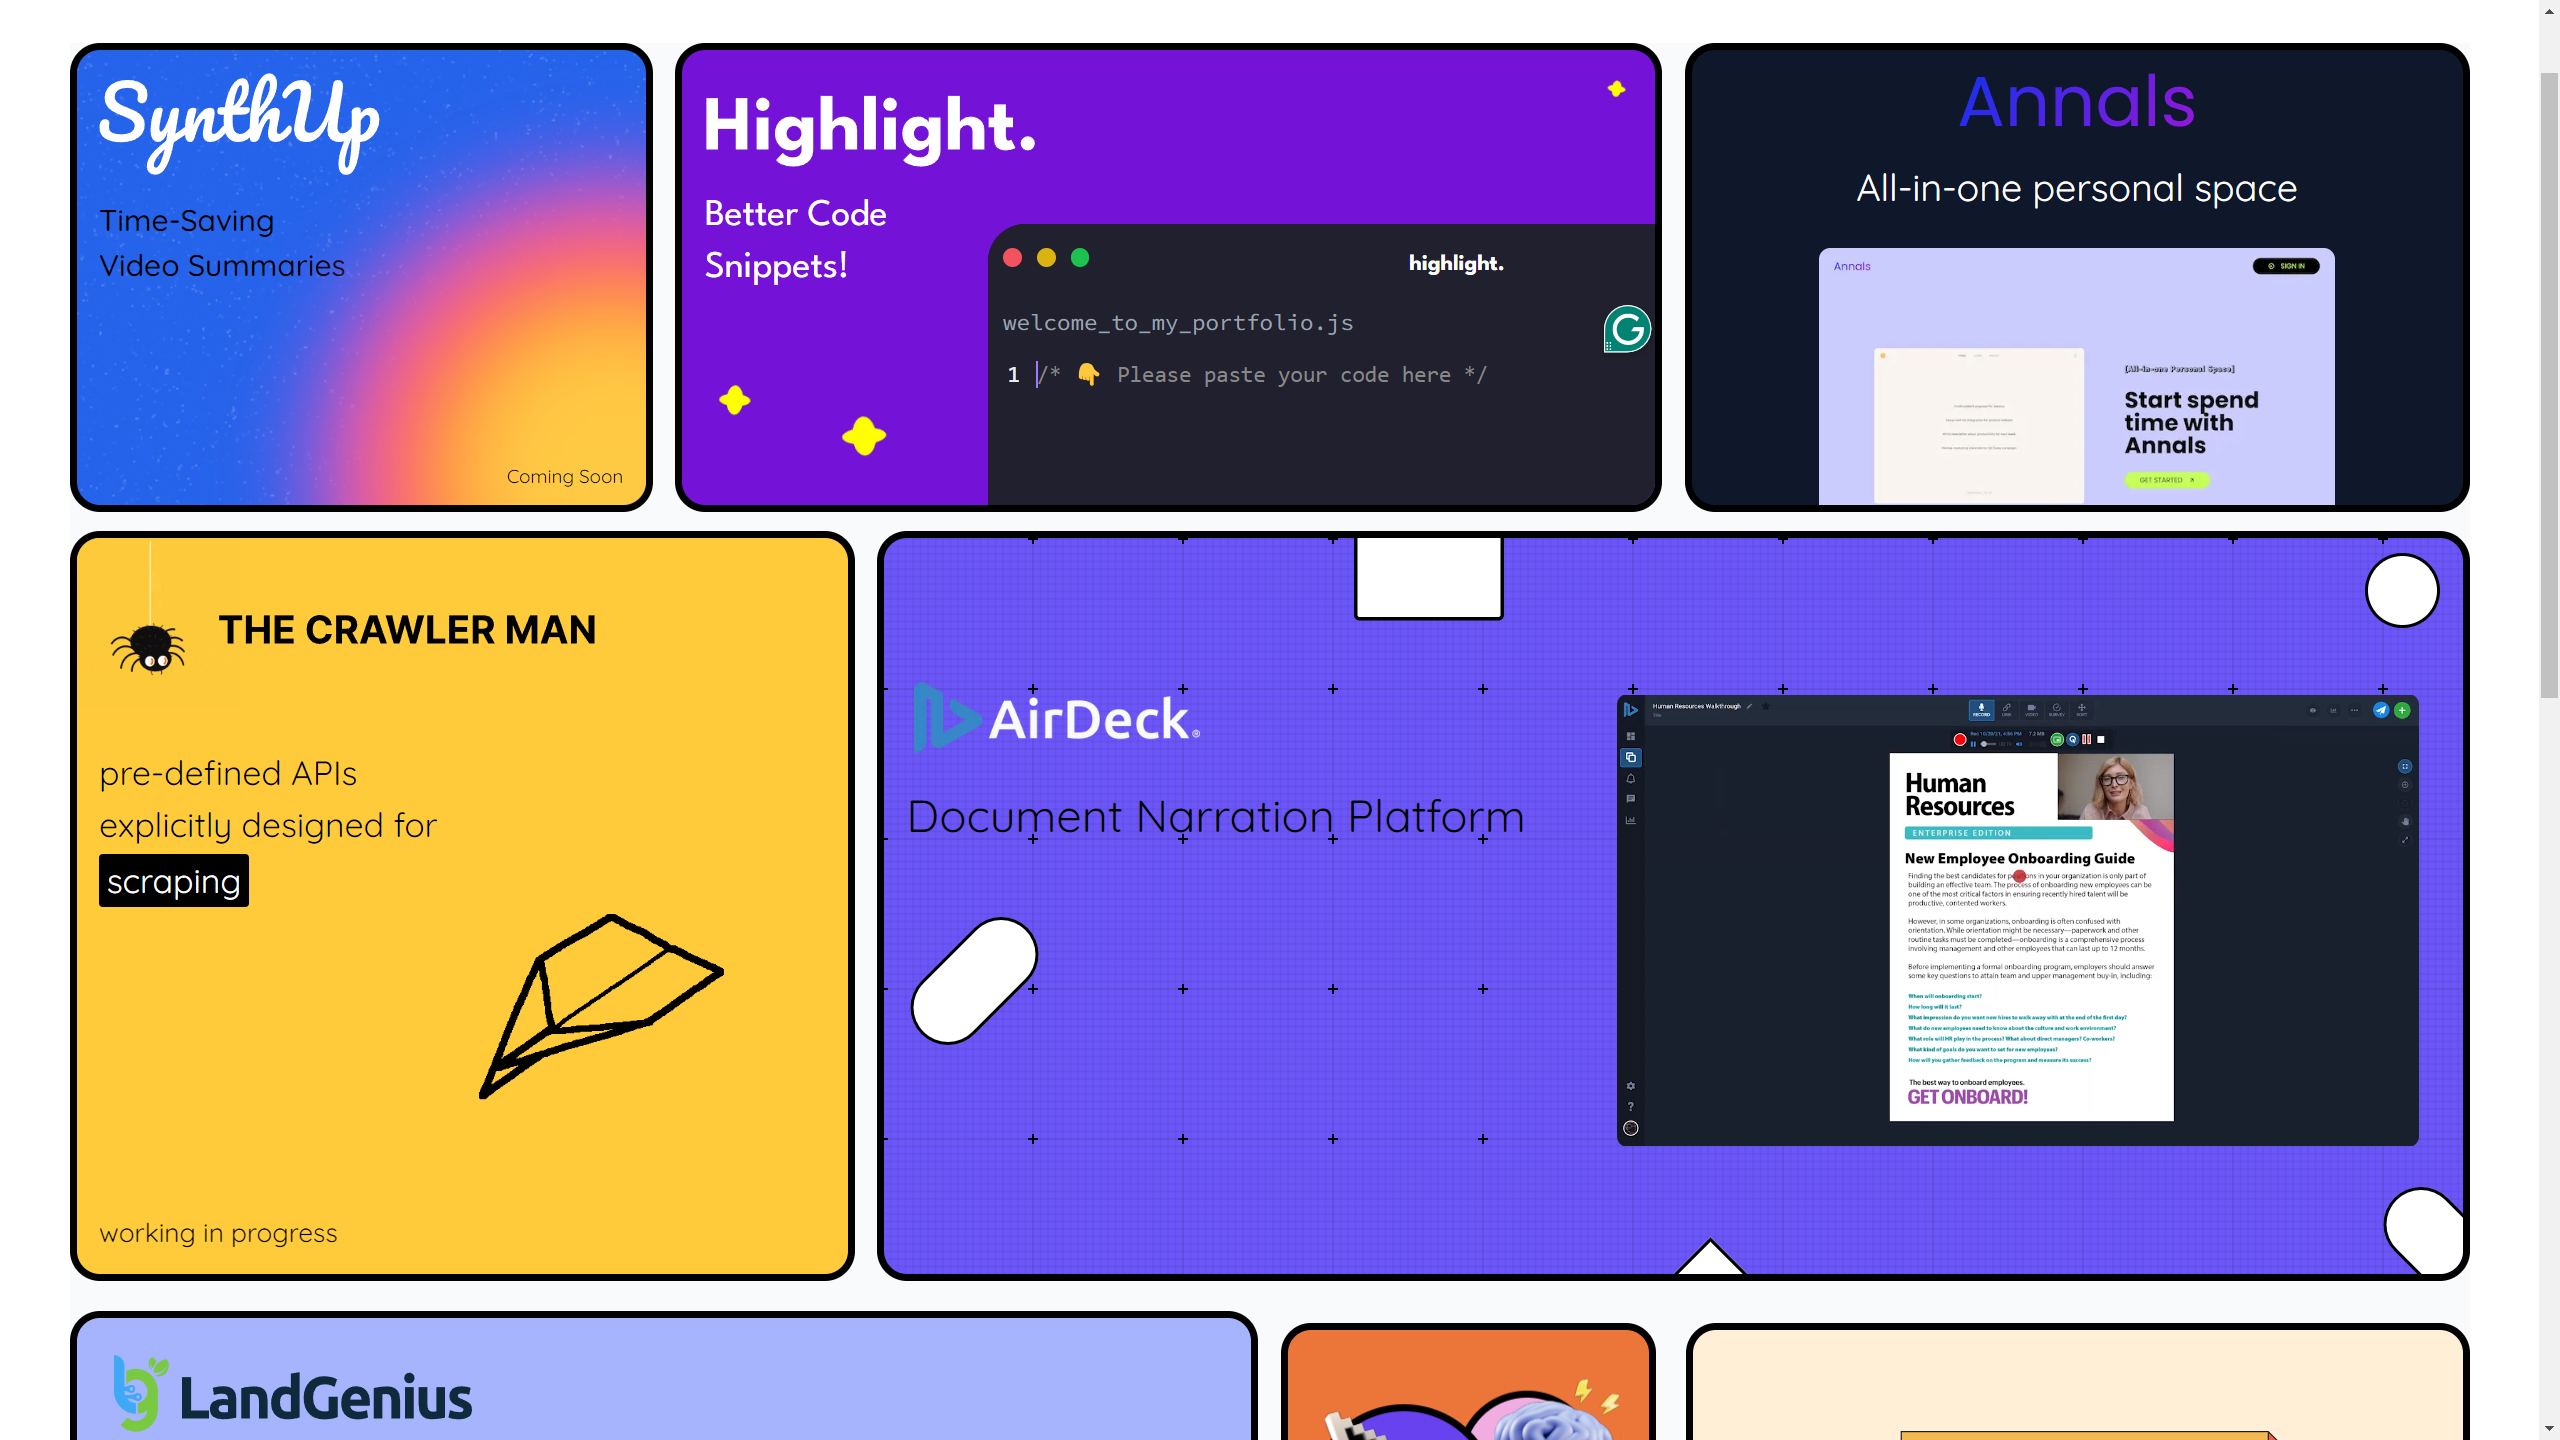 SynthUp
Time-Saving
Video Summaries
Coming Soon
Highlight.
Better Code
Snippets!
highlight.
welcome_to_my_portfolio.js
1 /* 👇 Please paste your code here */
Annals
All-in-one personal space
Annals
SIGN IN
[All-in-one Personal Space]
Start spend
time with
Annals
GET STARTED
THE CRAWLER MAN
pre-defined APIs
explicitly designed for
scraping
working in progress
AirDeck®
Document Narration Platform
Human Resources Walkthrough
RECORD
Human
Resources
ENTERPRISE EDITION
New Employee Onboarding Guide
Finding the best candidates for positions in your organization is only part of
building an effective team. The process of onboarding new employees can be
one of the most critical factors in ensuring recently hired talent will be
productive, contented workers.
However, in some organizations, onboarding is often confused with
orientation. While orientation might be necessary—paperwork and other
routine tasks must be completed—onboarding is a comprehensive process
involving management and other employees that can last up to 12 months.
Before implementing a formal onboarding program, employers should answer
some key questions to attain team and upper management buy-in, including:
When will onboarding start?
How long will it last?
What impression do you want new hires to walk away with at the end of the first day?
What do new employees need to know about the culture and work environment?
What role will HR play in the process? What about direct managers? Co-workers?
What kind of goals do you want to set for new employees?
How will you gather feedback on the program and measure its success?
The best way to onboard employees.
GET ONBOARD!
LandGenius